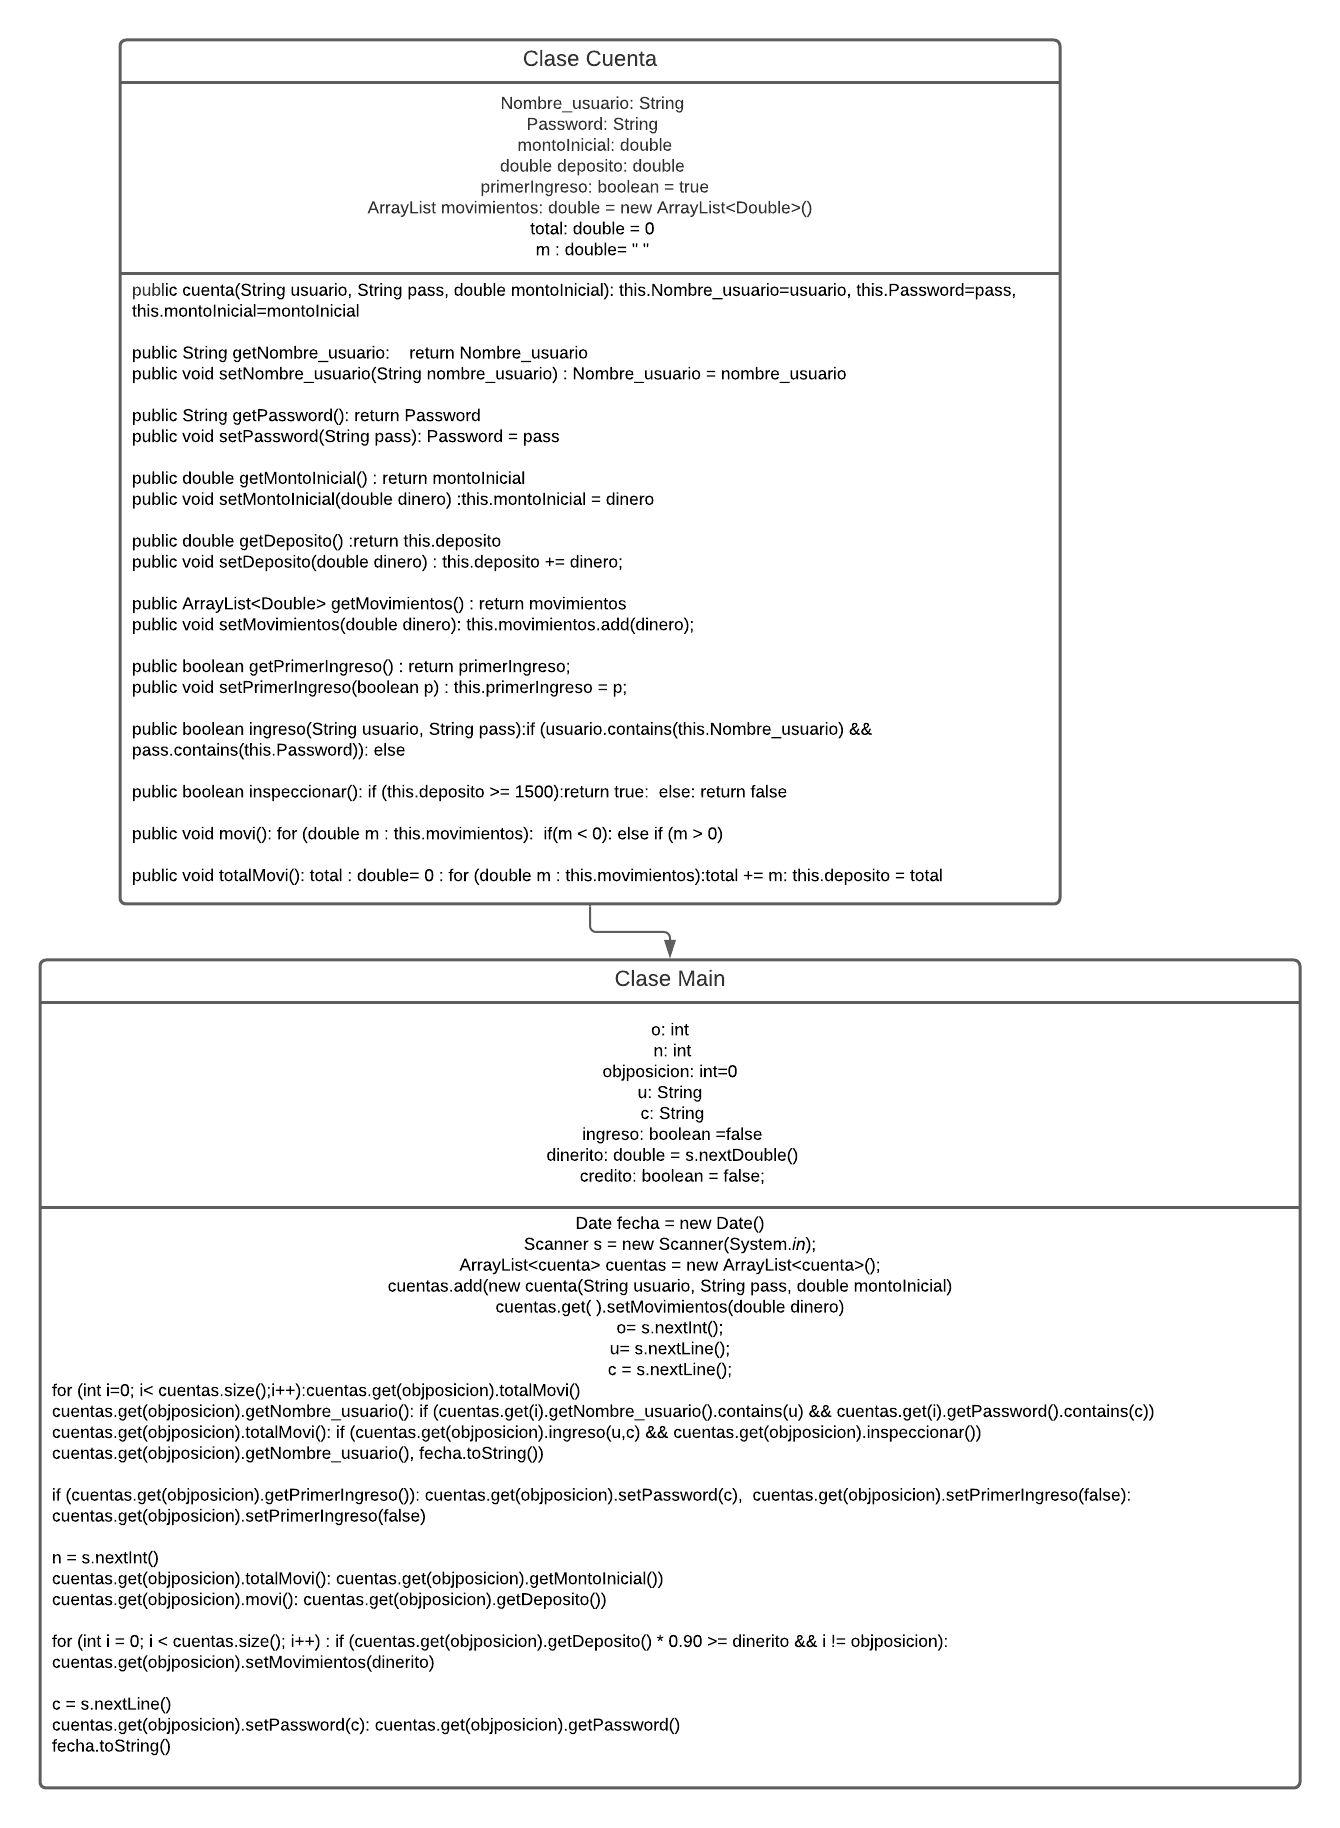 Clase Cuenta
Nombre_usuario: String
Password: String
montoInicial: double
double deposito: double
primerIngreso: boolean = true
ArrayList movimientos: double = new ArrayList<Double>()
total: double = 0
m : double= " "
public cuenta(String usuario, String pass, double montoInicial): this.Nombre_usuario=usuario, this.Password=pass,
this.montoInicial=montoInicial
public String getNombre_usuario:    return Nombre_usuario
public void setNombre_usuario(String nombre_usuario) : Nombre_usuario = nombre_usuario
public String getPassword(): return Password
public void setPassword(String pass): Password = pass
public double getMontoInicial() : return montoInicial
public void setMontoInicial(double dinero) :this.montoInicial = dinero
public double getDeposito() :return this.deposito
public void setDeposito(double dinero) : this.deposito += dinero;
public ArrayList<Double> getMovimientos() : return movimientos
public void setMovimientos(double dinero): this.movimientos.add(dinero);
public boolean getPrimerIngreso() : return primerIngreso;
public void setPrimerIngreso(boolean p) : this.primerIngreso = p;
public boolean ingreso(String usuario, String pass):if (usuario.contains(this.Nombre_usuario) &&
pass.contains(this.Password)): else
public boolean inspeccionar(): if (this.deposito >= 1500):return true:  else: return false
public void movi(): for (double m : this.movimientos):  if(m < 0): else if (m > 0)
public void totalMovi(): total : double= 0 : for (double m : this.movimientos):total += m: this.deposito = total
Clase Main
o: int
n: int
objposicion: int=0
u: String
c: String
ingreso: boolean =false
dinerito: double = s.nextDouble()
credito: boolean = false;
Date fecha = new Date()
Scanner s = new Scanner(System.in);
ArrayList<cuenta> cuentas = new ArrayList<cuenta>();
cuentas.add(new cuenta(String usuario, String pass, double montoInicial)
cuentas.get( ).setMovimientos(double dinero)
o= s.nextInt();
u= s.nextLine();
c = s.nextLine();
for (int i=0; i< cuentas.size();i++):cuentas.get(objposicion).totalMovi()
cuentas.get(objposicion).getNombre_usuario(): if (cuentas.get(i).getNombre_usuario().contains(u) && cuentas.get(i).getPassword().contains(c))
cuentas.get(objposicion).totalMovi(): if (cuentas.get(objposicion).ingreso(u,c) && cuentas.get(objposicion).inspeccionar())
cuentas.get(objposicion).getNombre_usuario(), fecha.toString())
if (cuentas.get(objposicion).getPrimerIngreso()): cuentas.get(objposicion).setPassword(c),  cuentas.get(objposicion).setPrimerIngreso(false):
cuentas.get(objposicion).setPrimerIngreso(false)
n = s.nextInt()
cuentas.get(objposicion).totalMovi(): cuentas.get(objposicion).getMontoInicial())
cuentas.get(objposicion).movi(): cuentas.get(objposicion).getDeposito())
for (int i = 0; i < cuentas.size(); i++) : if (cuentas.get(objposicion).getDeposito() * 0.90 >= dinerito && i != objposicion):
cuentas.get(objposicion).setMovimientos(dinerito)
c = s.nextLine()
cuentas.get(objposicion).setPassword(c): cuentas.get(objposicion).getPassword()
fecha.toString()